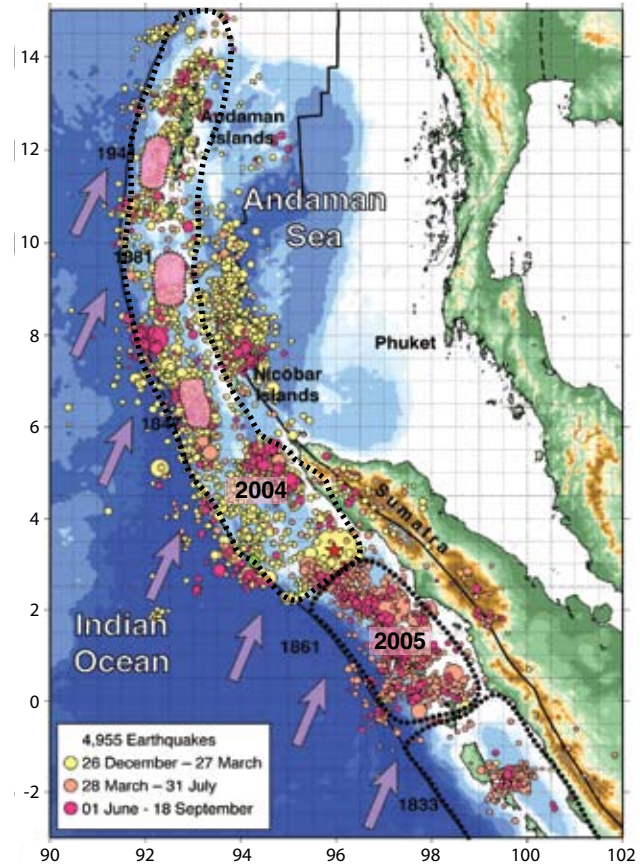 14
12
10
8
6
4
2
0
-2
90
92
94
96
98
100
102
Andaman
Islands
194
Andaman
Sea
1881
Phuket
Nicobar
Islands
1847
2004
Sumatra
Indian
Ocean
1861
2005
1833
4,955 Earthquakes
26 December – 27 March
28 March – 31 July
01 June - 18 September